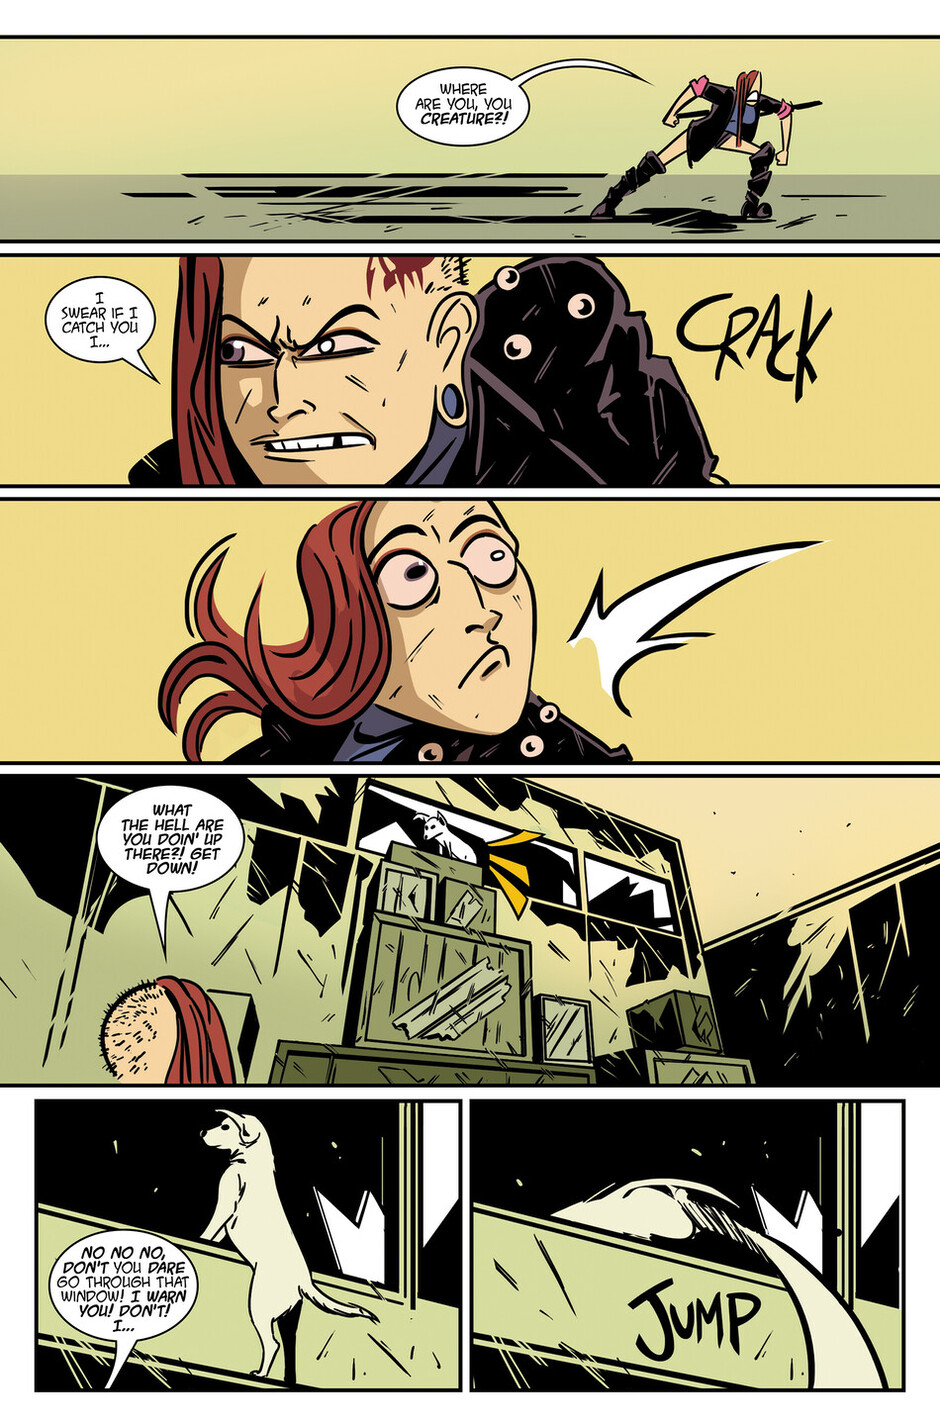 WHERE
ARE YOU, YOU
CREATURE?!
I
SWEAR IF I
CATCH YOU
I...
CRACK
WHAT
THE HELL ARE
YOU DOIN' UP
THERE?! GET
DOWN!
NO NO NO,
DON'T YOU DARE
GO THROUGH THAT
WINDOW! I WARN
YOU! DON'T!
I...
JUMP